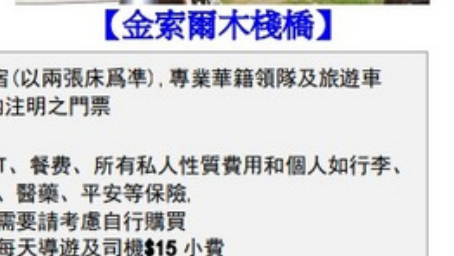 【金索爾木棧橋】
宿(以兩張床爲準),專業華籍領隊及旅遊車
注明之門票
T、餐费、所有私人性質費用和個人如行李、
、醫藥、平安等保險,
需要請考慮自行購買
每天導遊及司機$15 小費